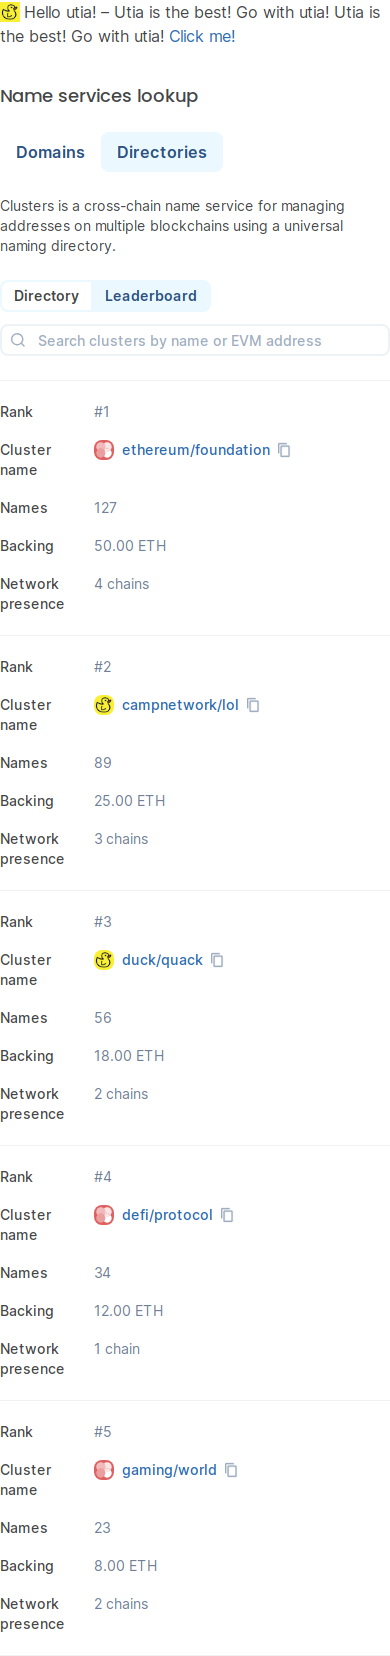 Hello utia! – Utia is the best! Go with utia! Utia is
the best! Go with utia! Click me!
Name services lookup
Domains Directories
Clusters is a cross-chain name service for managing
addresses on multiple blockchains using a universal
naming directory.
Directory Leaderboard
Search clusters by name or EVM address
Rank #1
Cluster name ethereum/foundation
Names 127
Backing 50.00 ETH
Network presence 4 chains
Rank #2
Cluster name campnetwork/lol
Names 89
Backing 25.00 ETH
Network presence 3 chains
Rank #3
Cluster name duck/quack
Names 56
Backing 18.00 ETH
Network presence 2 chains
Rank #4
Cluster name defi/protocol
Names 34
Backing 12.00 ETH
Network presence 1 chain
Rank #5
Cluster name gaming/world
Names 23
Backing 8.00 ETH
Network presence 2 chains